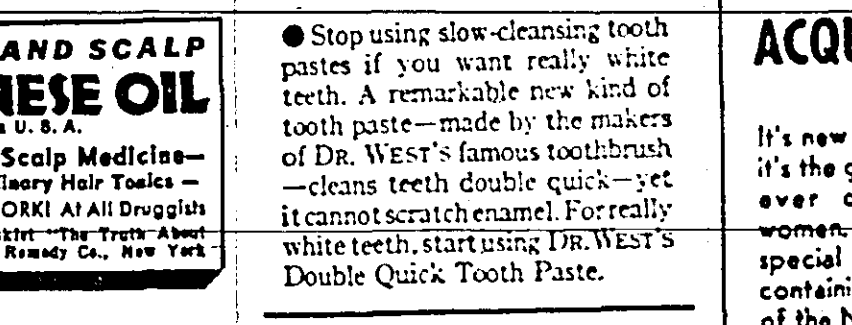 AND SCALP
NESE OIL
U. S. A.
Scalp Medicine—
Hair Tonics —
WORK! At All Druggists
"The Truth About
Remedy Co., New York
● Stop using slow-cleansing tooth
pastes if you want really white
teeth. A remarkable new kind of
tooth paste—made by the makers
of DR. WEST'S famous toothbrush
—cleans teeth double quick—yet
it cannot scratch enamel. For really
white teeth, start using DR. WEST'S
Double Quick Tooth Paste.
ACQU
It's new
it's the
ever
women.
special
containi
of the